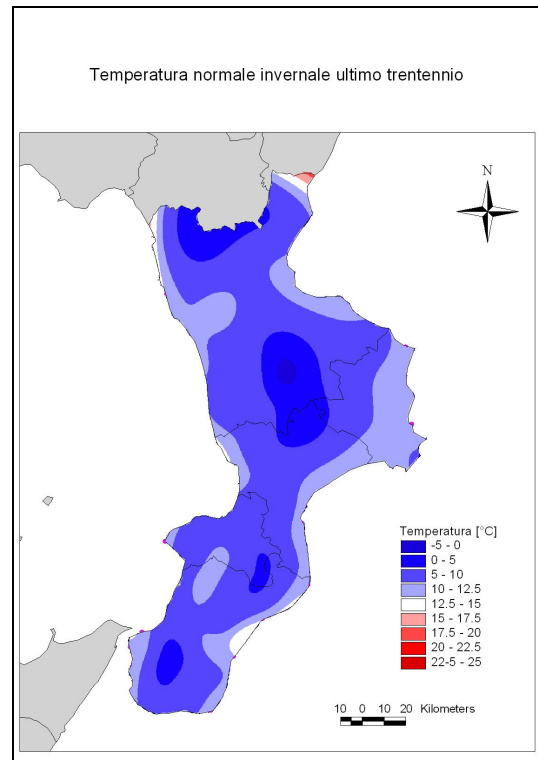 Temperatura normale invernale ultimo trentennio
N
Temperatura [°C]
-5 - 0
0 - 5
5 - 10
10 - 12.5
12.5 - 15
15 - 17.5
17.5 - 20
20 - 22.5
22-5 - 25
10 0 10 20 Kilometers